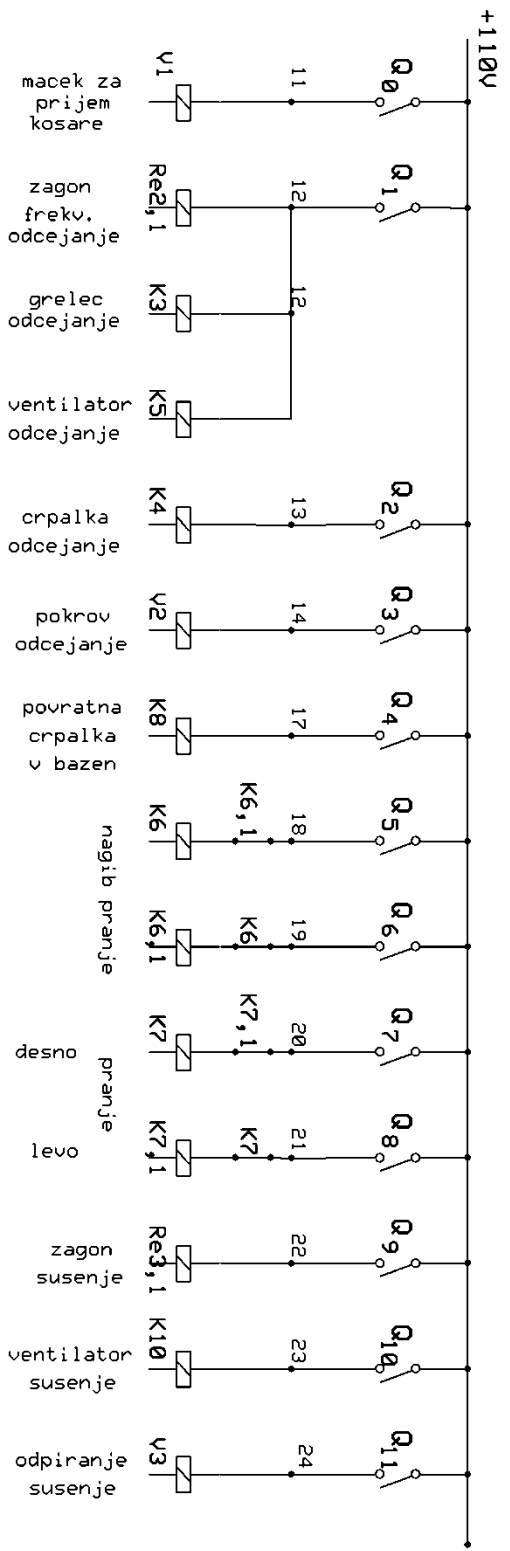 +110V
macek za
prijem
kosare
Y1
11
Q0
zagon
frekv.
odcejanje
Re2,1
12
Q1
grelec
odcejanje
K3
12
ventilator
odcejanje
K5
crpalka
odcejanje
K4
13
Q2
pokrov
odcejanje
Y2
14
Q3
povratna
crpalka
v bazen
K8
17
Q4
nagib pranje
K6
K6,1
18
Q5
K6,1
K6
19
Q6
desno
pranje
K7
K7,1
20
Q7
levo
K7,1
K7
21
Q8
zagon
susenje
Re3,1
22
Q9
ventilator
susenje
K10
23
Q10
odpiranje
susenje
Y3
24
Q11